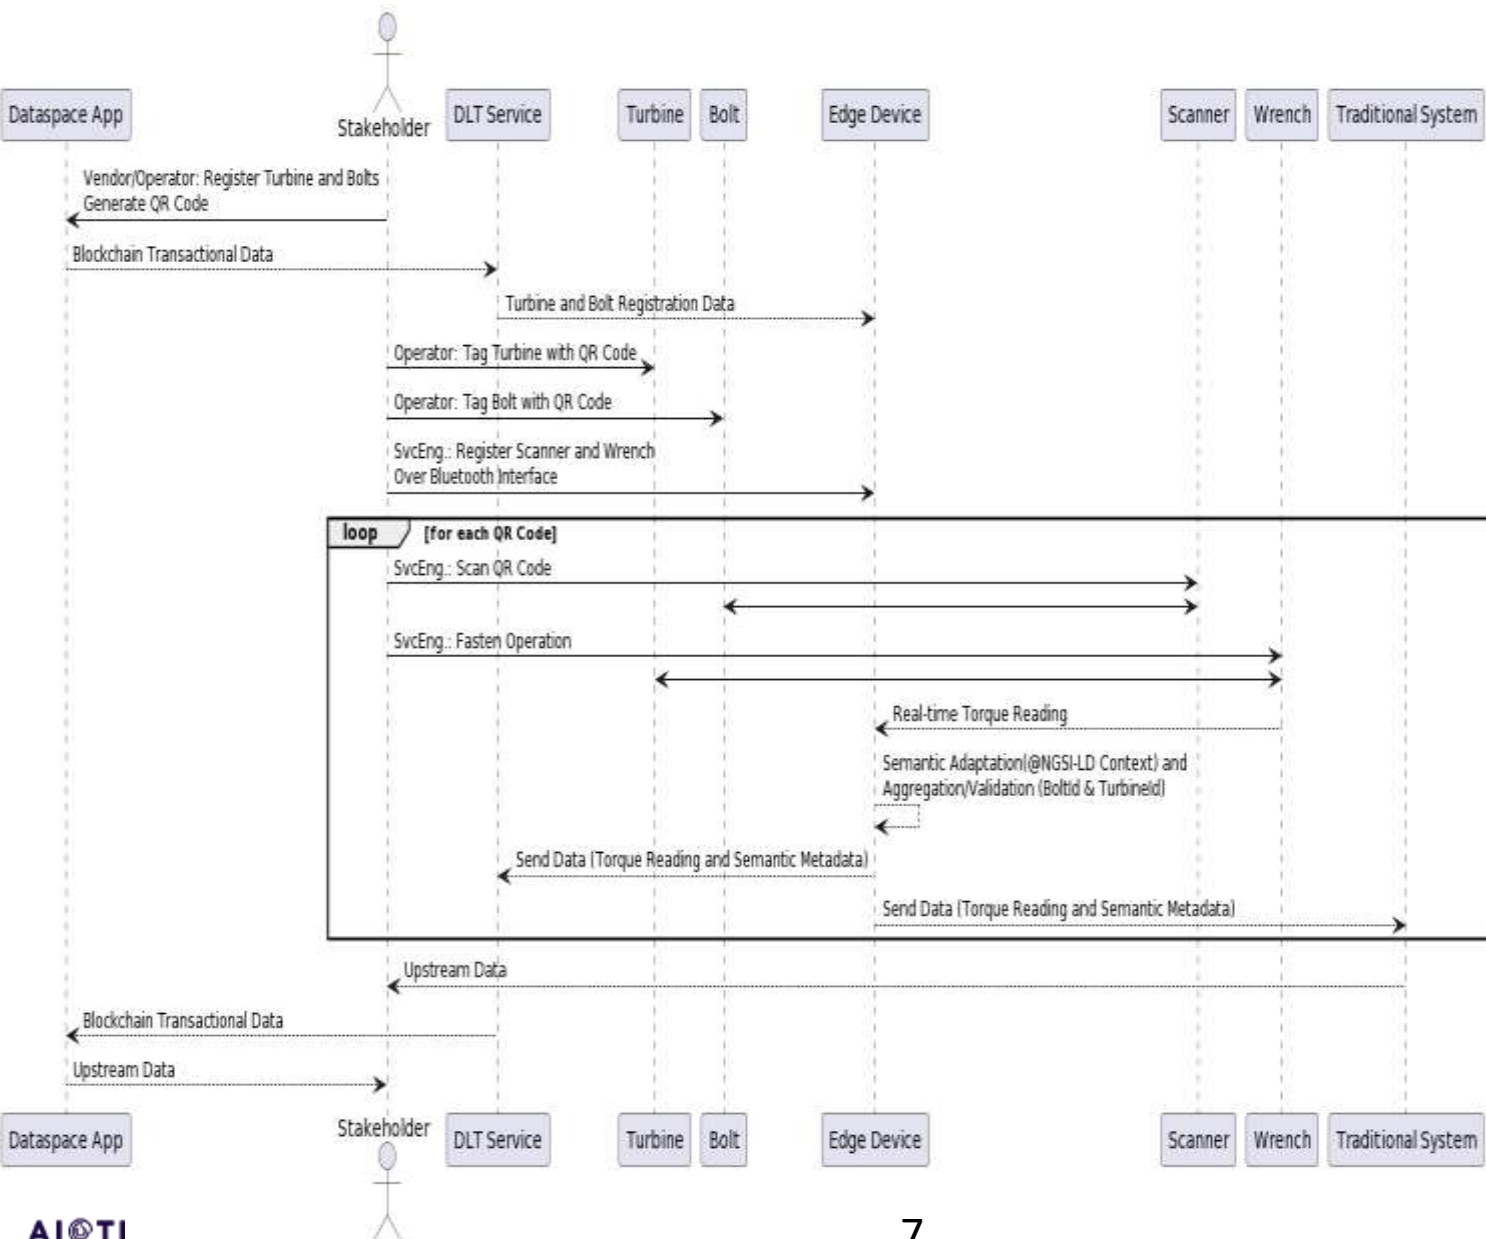 Dataspace App
Stakeholder
DLT Service
Turbine
Bolt
Edge Device
Scanner
Wrench
Traditional System
Vendor/Operator: Register Turbine and Bolts
Generate QR Code
Blockchain Transactional Data
Turbine and Bolt Registration Data
Operator: Tag Turbine with QR Code
Operator: Tag Bolt with QR Code
SvcEng.: Register Scanner and Wrench
Over Bluetooth Interface
loop [for each QR Code]
SvcEng.: Scan QR Code
SvcEng.: Fasten Operation
Real-time Torque Reading
Semantic Adaptation(@NGSI-LD Context) and
Aggregation/Validation (BoltId & TurbineId)
Send Data (Torque Reading and Semantic Metadata)
Send Data (Torque Reading and Semantic Metadata)
Upstream Data
Blockchain Transactional Data
Upstream Data
Dataspace App
Stakeholder
DLT Service
Turbine
Bolt
Edge Device
Scanner
Wrench
Traditional System
AIOTI
7